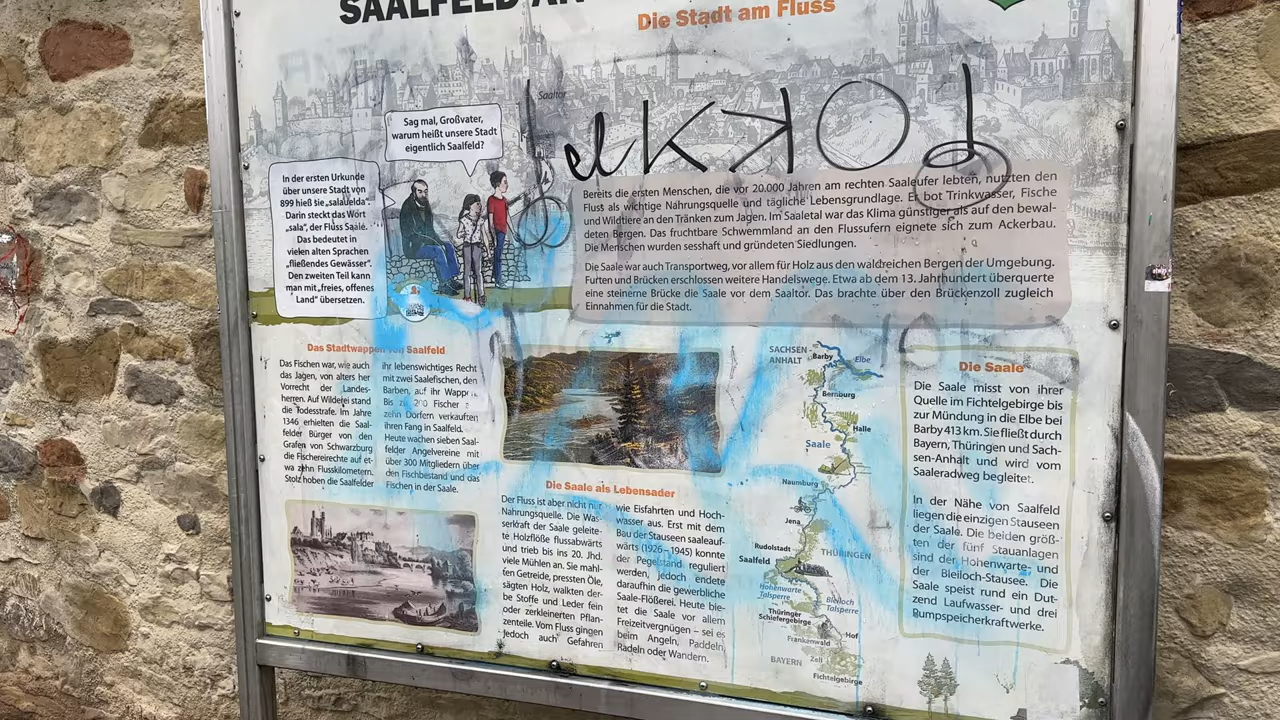 SAALFELD AN
Die Stadt am Fluss
Saaltor
Sag mal, Großvater,
warum heißt unsere Stadt
eigentlich Saalfeld?
In der ersten Urkunde
über unsere Stadt von
899 hieß sie „salauelda“.
Darin steckt das Wort
„sala“, der Fluss Saale.
Das bedeutet in
vielen alten Sprachen
„fließendes Gewässer“.
Den zweiten Teil kann
man mit „freies, offenes
Land“ übersetzen.
Bereits die ersten Menschen, die vor 20.000 Jahren am rechten Saaleufer lebten, nutzten den
Fluss als wichtige Nahrungsquelle und tägliche Lebensgrundlage. Er bot Trinkwasser, Fische
und Wildtiere an den Tränken zum Jagen. Im Saaletal war das Klima günstiger als auf den bewal-
deten Bergen. Das fruchtbare Schwemmland an den Flussufern eignete sich zum Ackerbau.
Die Menschen wurden sesshaft und gründeten Siedlungen.
Die Saale war auch Transportweg, vor allem für Holz aus den waldreichen Bergen der Umgebung.
Furten und Brücken erschlossen weitere Handelswege. Etwa ab dem 13. Jahrhundert überquerte
eine steinerne Brücke die Saale vor dem Saaltor. Das brachte über den Brückenzoll zugleich
Einnahmen für die Stadt.
Das Stadtwappen von Saalfeld
Das Fischen war, wie auch
das Jagen, von alters her
Vorrecht der Landes-
herren. Auf Wilderei stand
die Todesstrafe. Im Jahre
1346 erhielten die Saal-
felder Bürger von den
Grafen von Schwarzburg
die Fischereirechte auf et-
wa zehn Flusskilometern.
Stolz hoben die Saalfelder
ihr lebenswichtiges Recht
mit zwei Saalefischen, den
Barben, auf ihr Wappen.
Bis zu 200 Fischer
zehn Dörfern verkauften
ihren Fang in Saalfeld.
Heute wachen sieben Saal-
felder Angelvereine mit
über 300 Mitgliedern über
den Fischbestand und das
Fischen in der Saale.
Die Saale als Lebensader
Der Fluss ist aber nicht nur
Nahrungsquelle. Die Was-
serkraft der Saale geleite-
te Holzflöße flussabwärts
und trieb bis ins 20. Jhd.
viele Mühlen an. Sie mahl-
ten Getreide, pressten Öle,
sägten Holz, walkten der-
be Stoffe und Leder fein
oder zerkleinerten Pflan-
zenteile. Vom Fluss gingen
jedoch auch Gefahren
wie Eisfahrten und Hoch-
wasser aus. Erst mit dem
Bau der Stauseen saaleauf-
wärts (1926 – 1945) konnte
der Pegelstand reguliert
werden, jedoch endete
daraufhin die gewerbliche
Saale-Flößerei. Heute bie-
tet die Saale vor allem
Freizeitvergnügen – sei es
beim Angeln, Paddeln,
Radeln oder Wandern.
SACHSEN-
ANHALT
Barby
Elbe
Bernburg
Halle
Saale
Naumburg
Jena
Rudolstadt
THÜRINGEN
Saalfeld
Hohenwarte
Talsperre
Bleiloch
Talsperre
Thüringer
Schiefergebirge
Hof
Frankenwald
BAYERN
Zell
Fichtelgebirge
Die Saale
Die Saale misst von ihrer
Quelle im Fichtelgebirge bis
zur Mündung in die Elbe bei
Barby 413 km. Sie fließt durch
Bayern, Thüringen und Sach-
sen-Anhalt und wird vom
Saaleradweg begleitet.
In der Nähe von Saalfeld
liegen die einzigen Stauseen
der Saale. Die beiden größ-
ten der fünf Stauanlagen
sind der Hohenwarte- und
der Bleiloch-Stausee. Die
Saale speist rund ein Dut-
zend Laufwasser- und drei
Pumpspeicherkraftwerke.